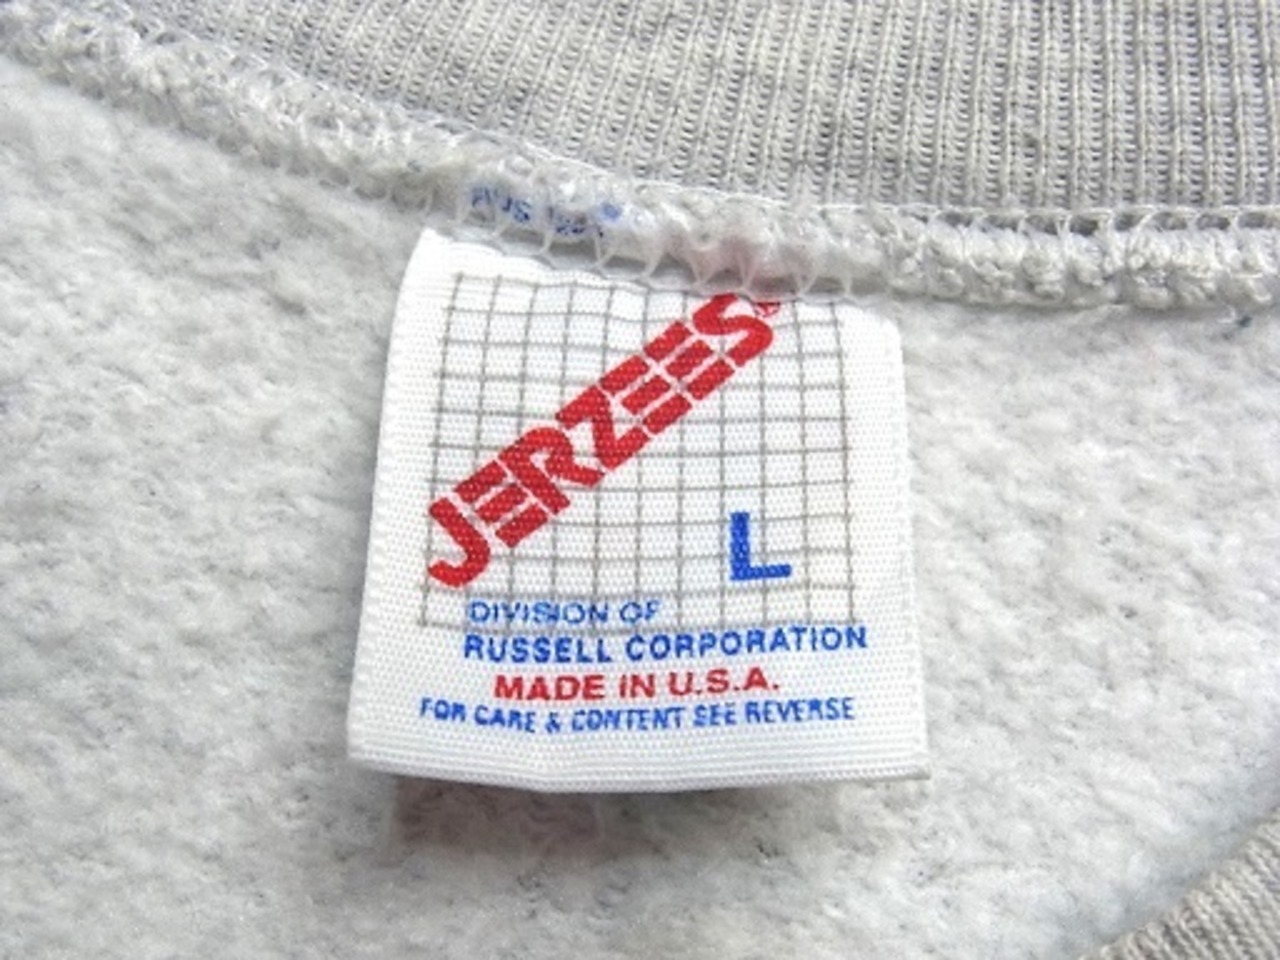 JERZEES®
L
DIVISION OF
RUSSELL CORPORATION
MADE IN U.S.A.
FOR CARE & CONTENT SEE REVERSE